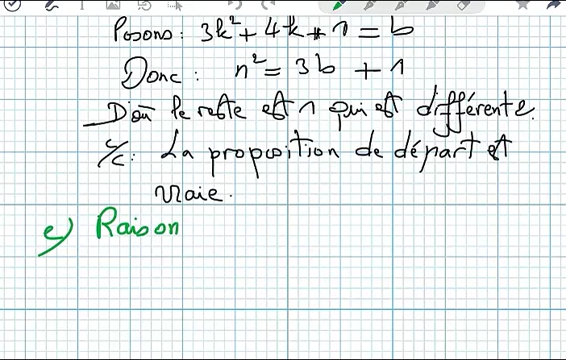 Posons : 3k² + 4k + 1 = b
Donc : n² = 3b + 1
D'où le reste est 1 qui est différente.
C/C : La proposition de départ est
vraie.
e) Raison